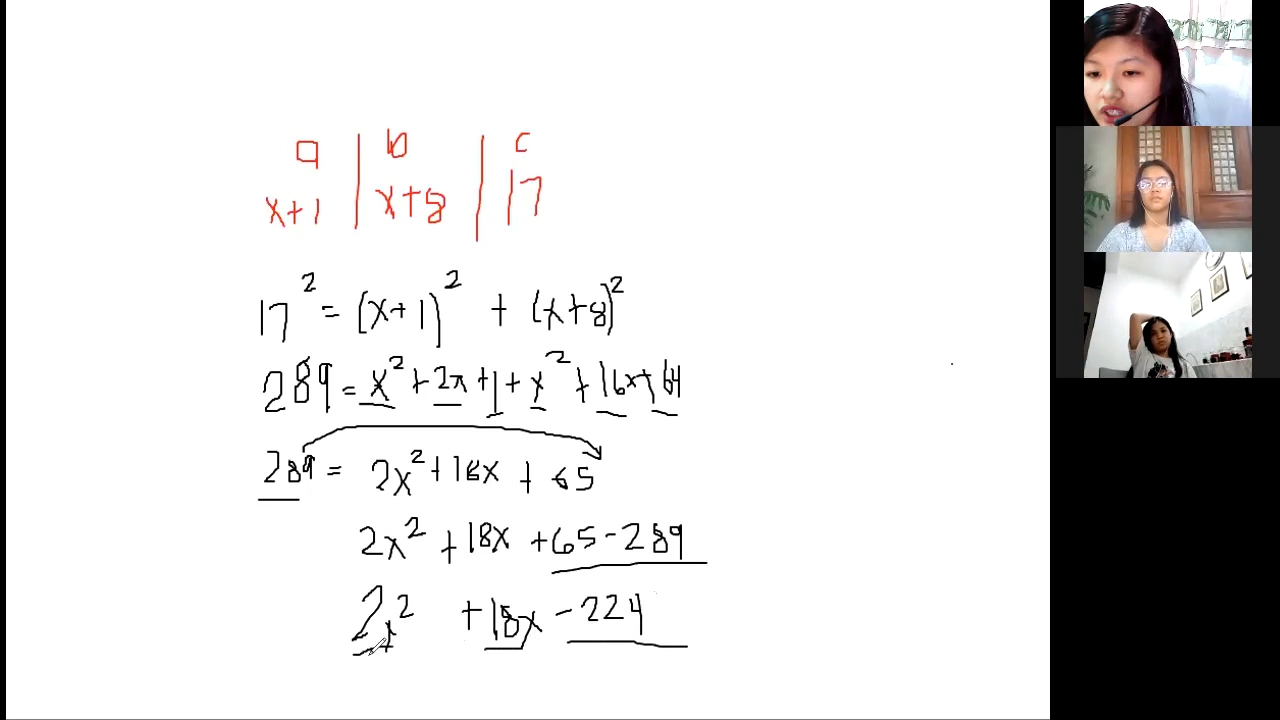 a | b | c
x+1 | x+8 | 17
17² = (x+1)² + (x+8)²
289 = x² + 2x + 1 + x² + 16x + 64
289 = 2x² + 18x + 65
2x² + 18x + 65 - 289
2x² + 18x - 224